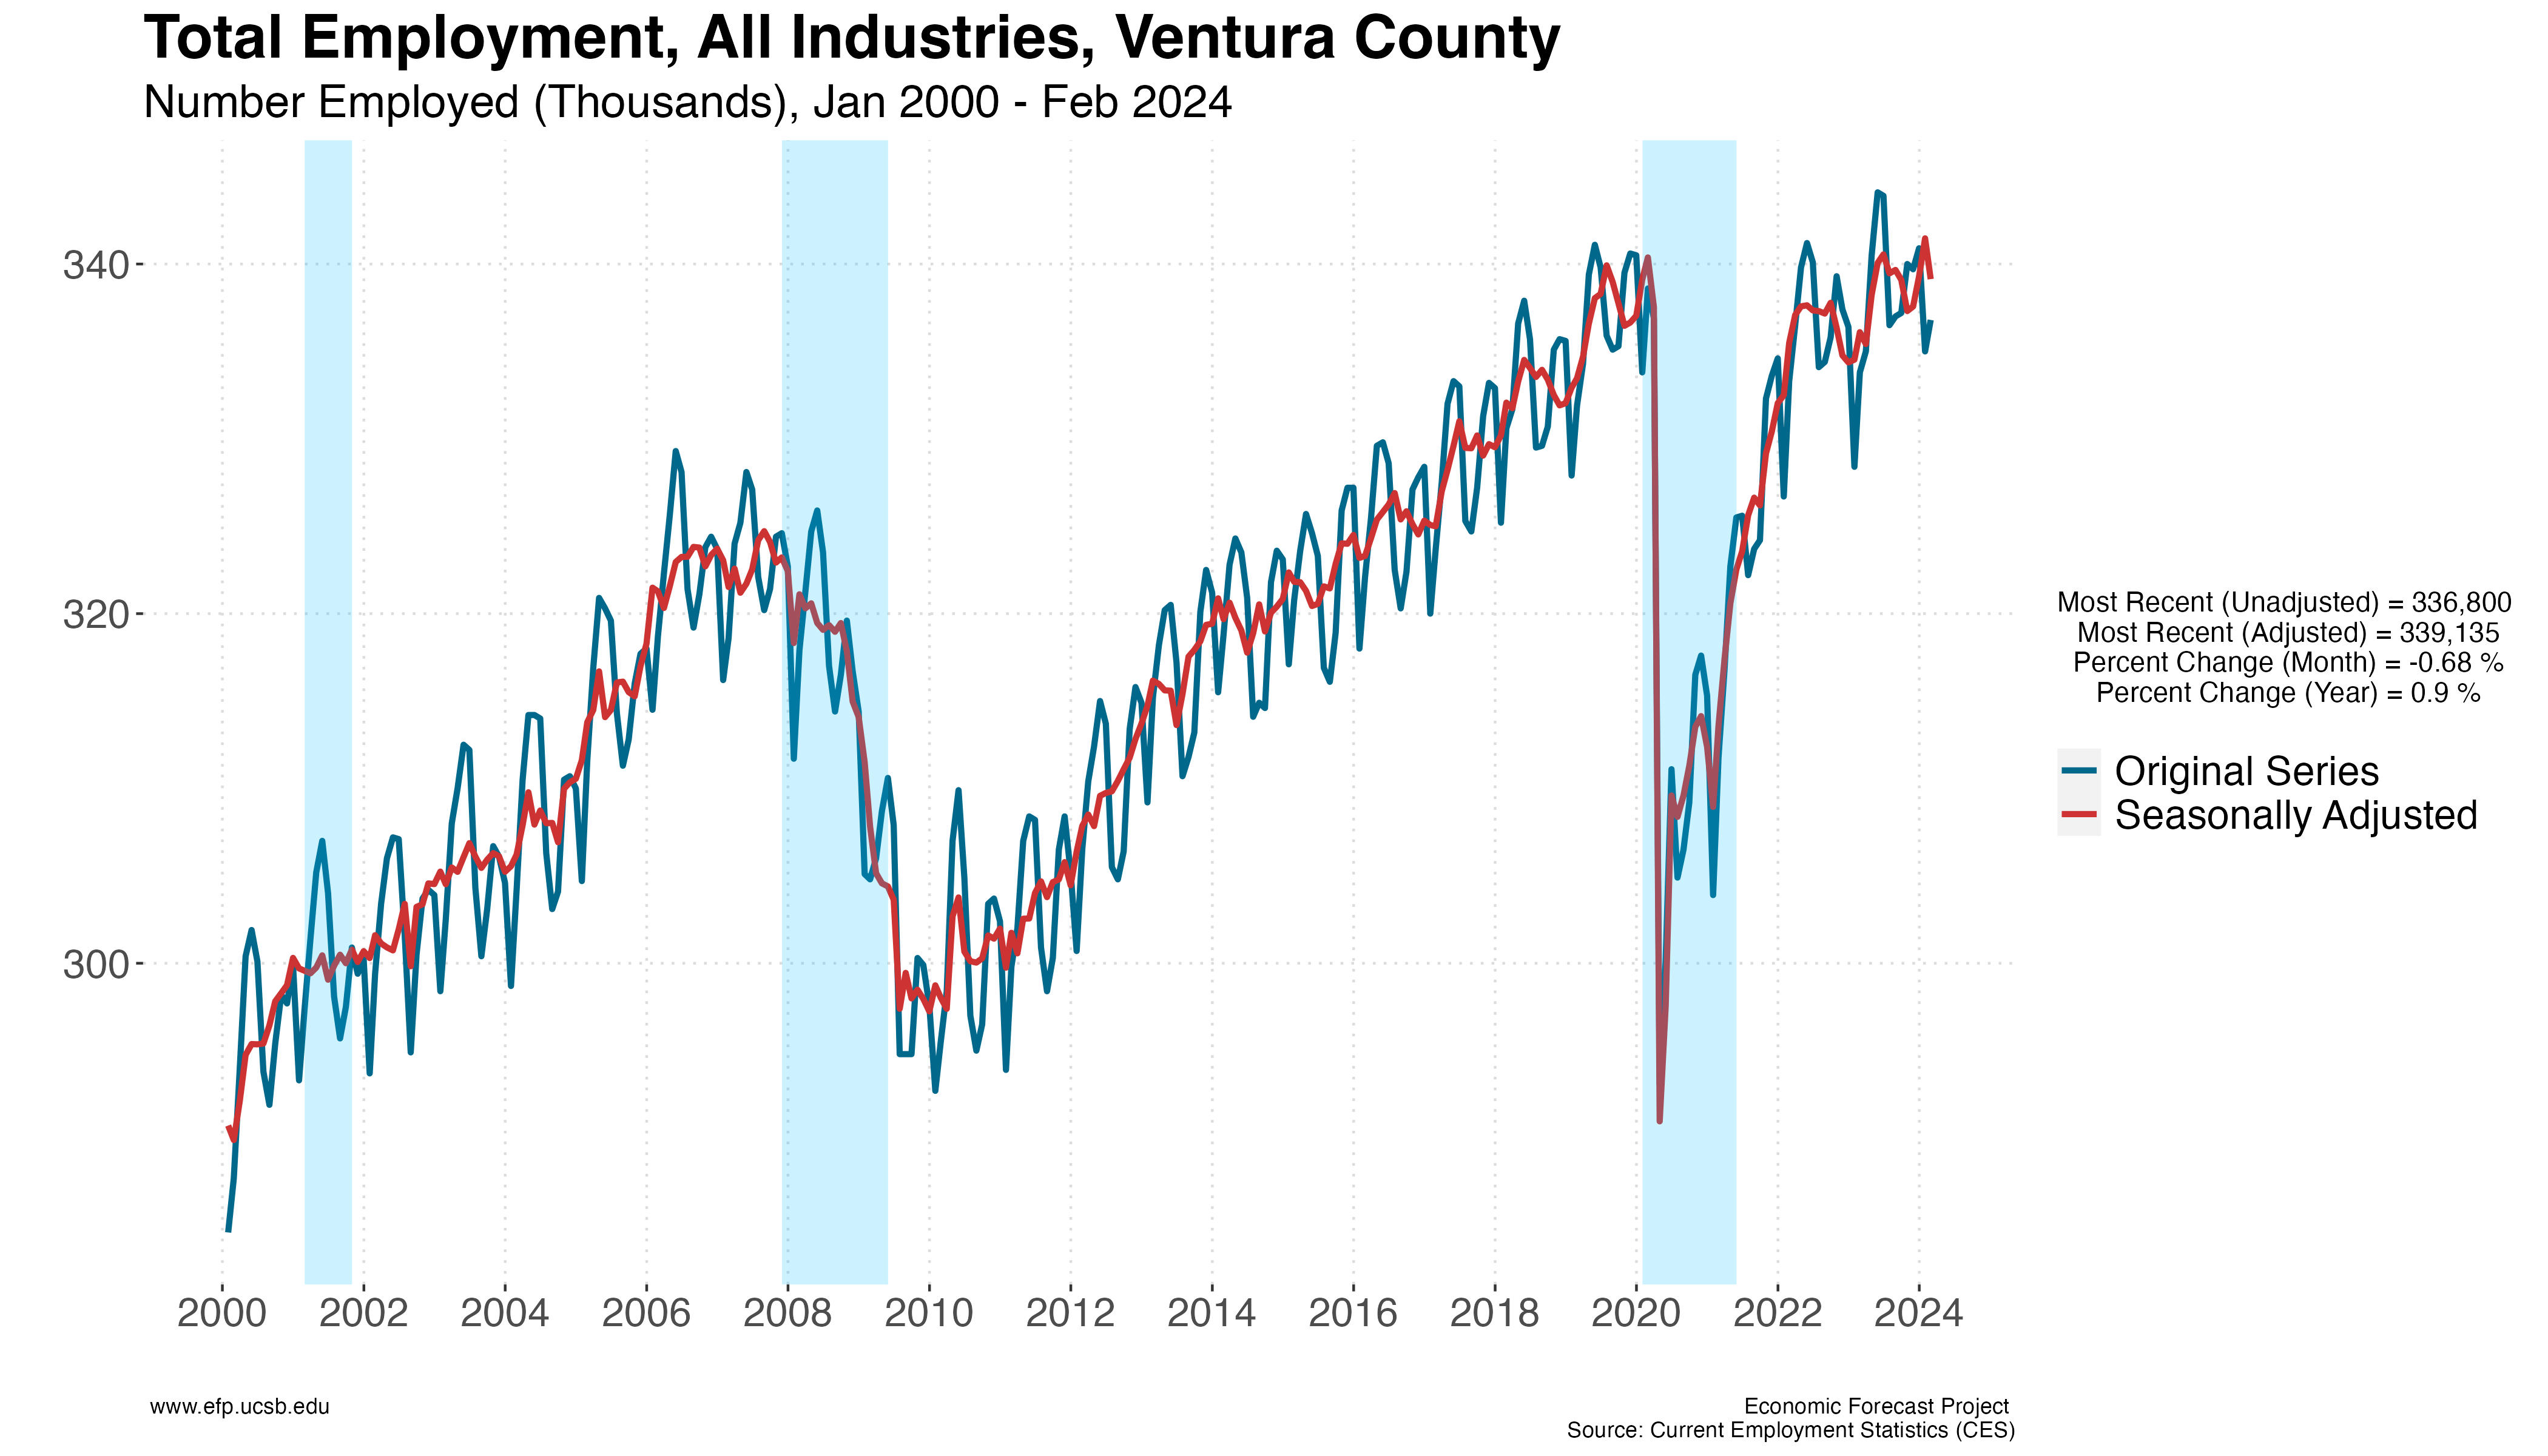 Total Employment, All Industries, Ventura County
Number Employed (Thousands), Jan 2000 - Feb 2024
340
320
300
2000 2002 2004 2006 2008 2010 2012 2014 2016 2018 2020 2022 2024
Most Recent (Unadjusted) = 336,800
Most Recent (Adjusted) = 339,135
Percent Change (Month) = -0.68 %
Percent Change (Year) = 0.9 %
Original Series
Seasonally Adjusted
www.efp.ucsb.edu
Economic Forecast Project
Source: Current Employment Statistics (CES)